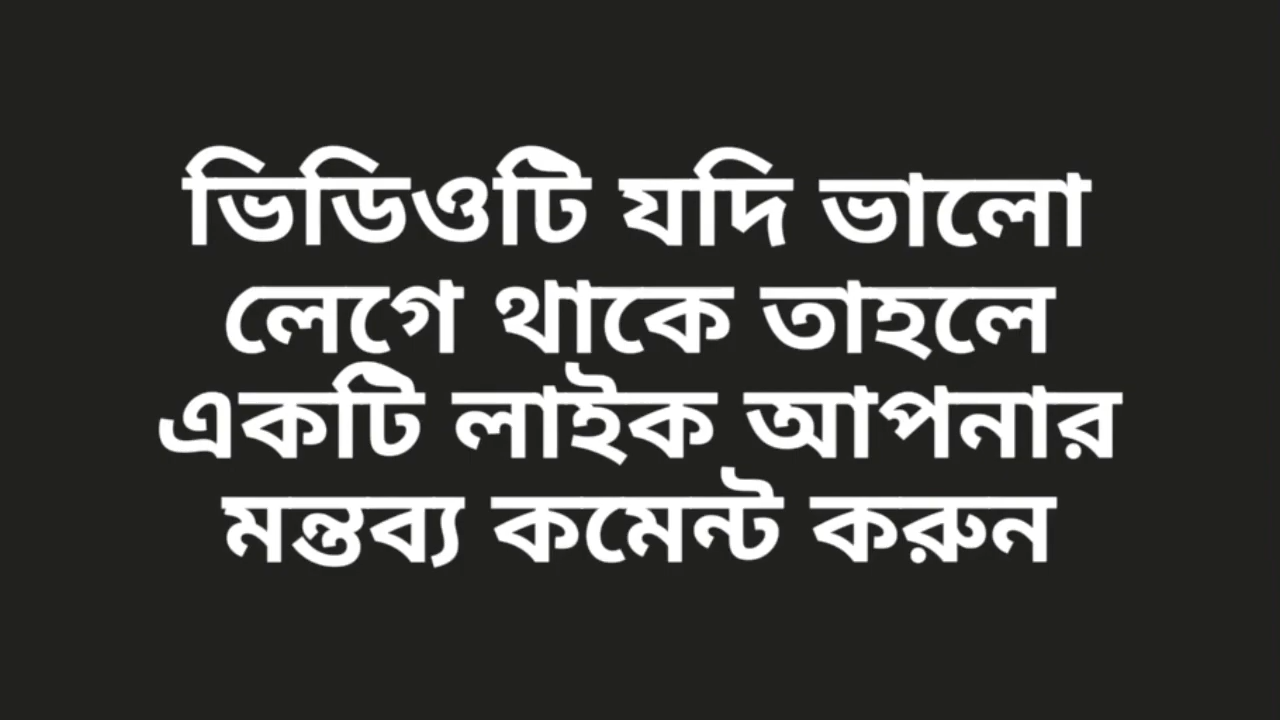 ভিডিওটি যদি ভালো
লেগে থাকে তাহলে
একটি লাইক আপনার
মন্তব্য কমেন্ট করুন